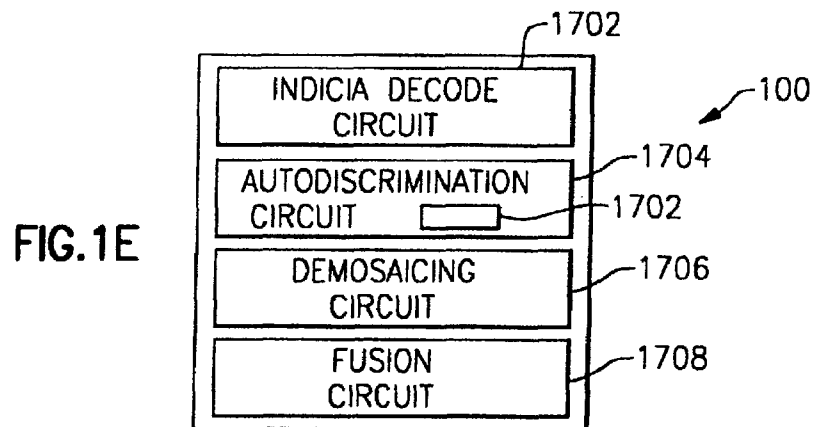 1702
INDICIA DECODE
CIRCUIT
100
1704
AUTODISCRIMINATION
CIRCUIT
1702
FIG.1E
DEMOSAICING
CIRCUIT
1706
FUSION
CIRCUIT
1708